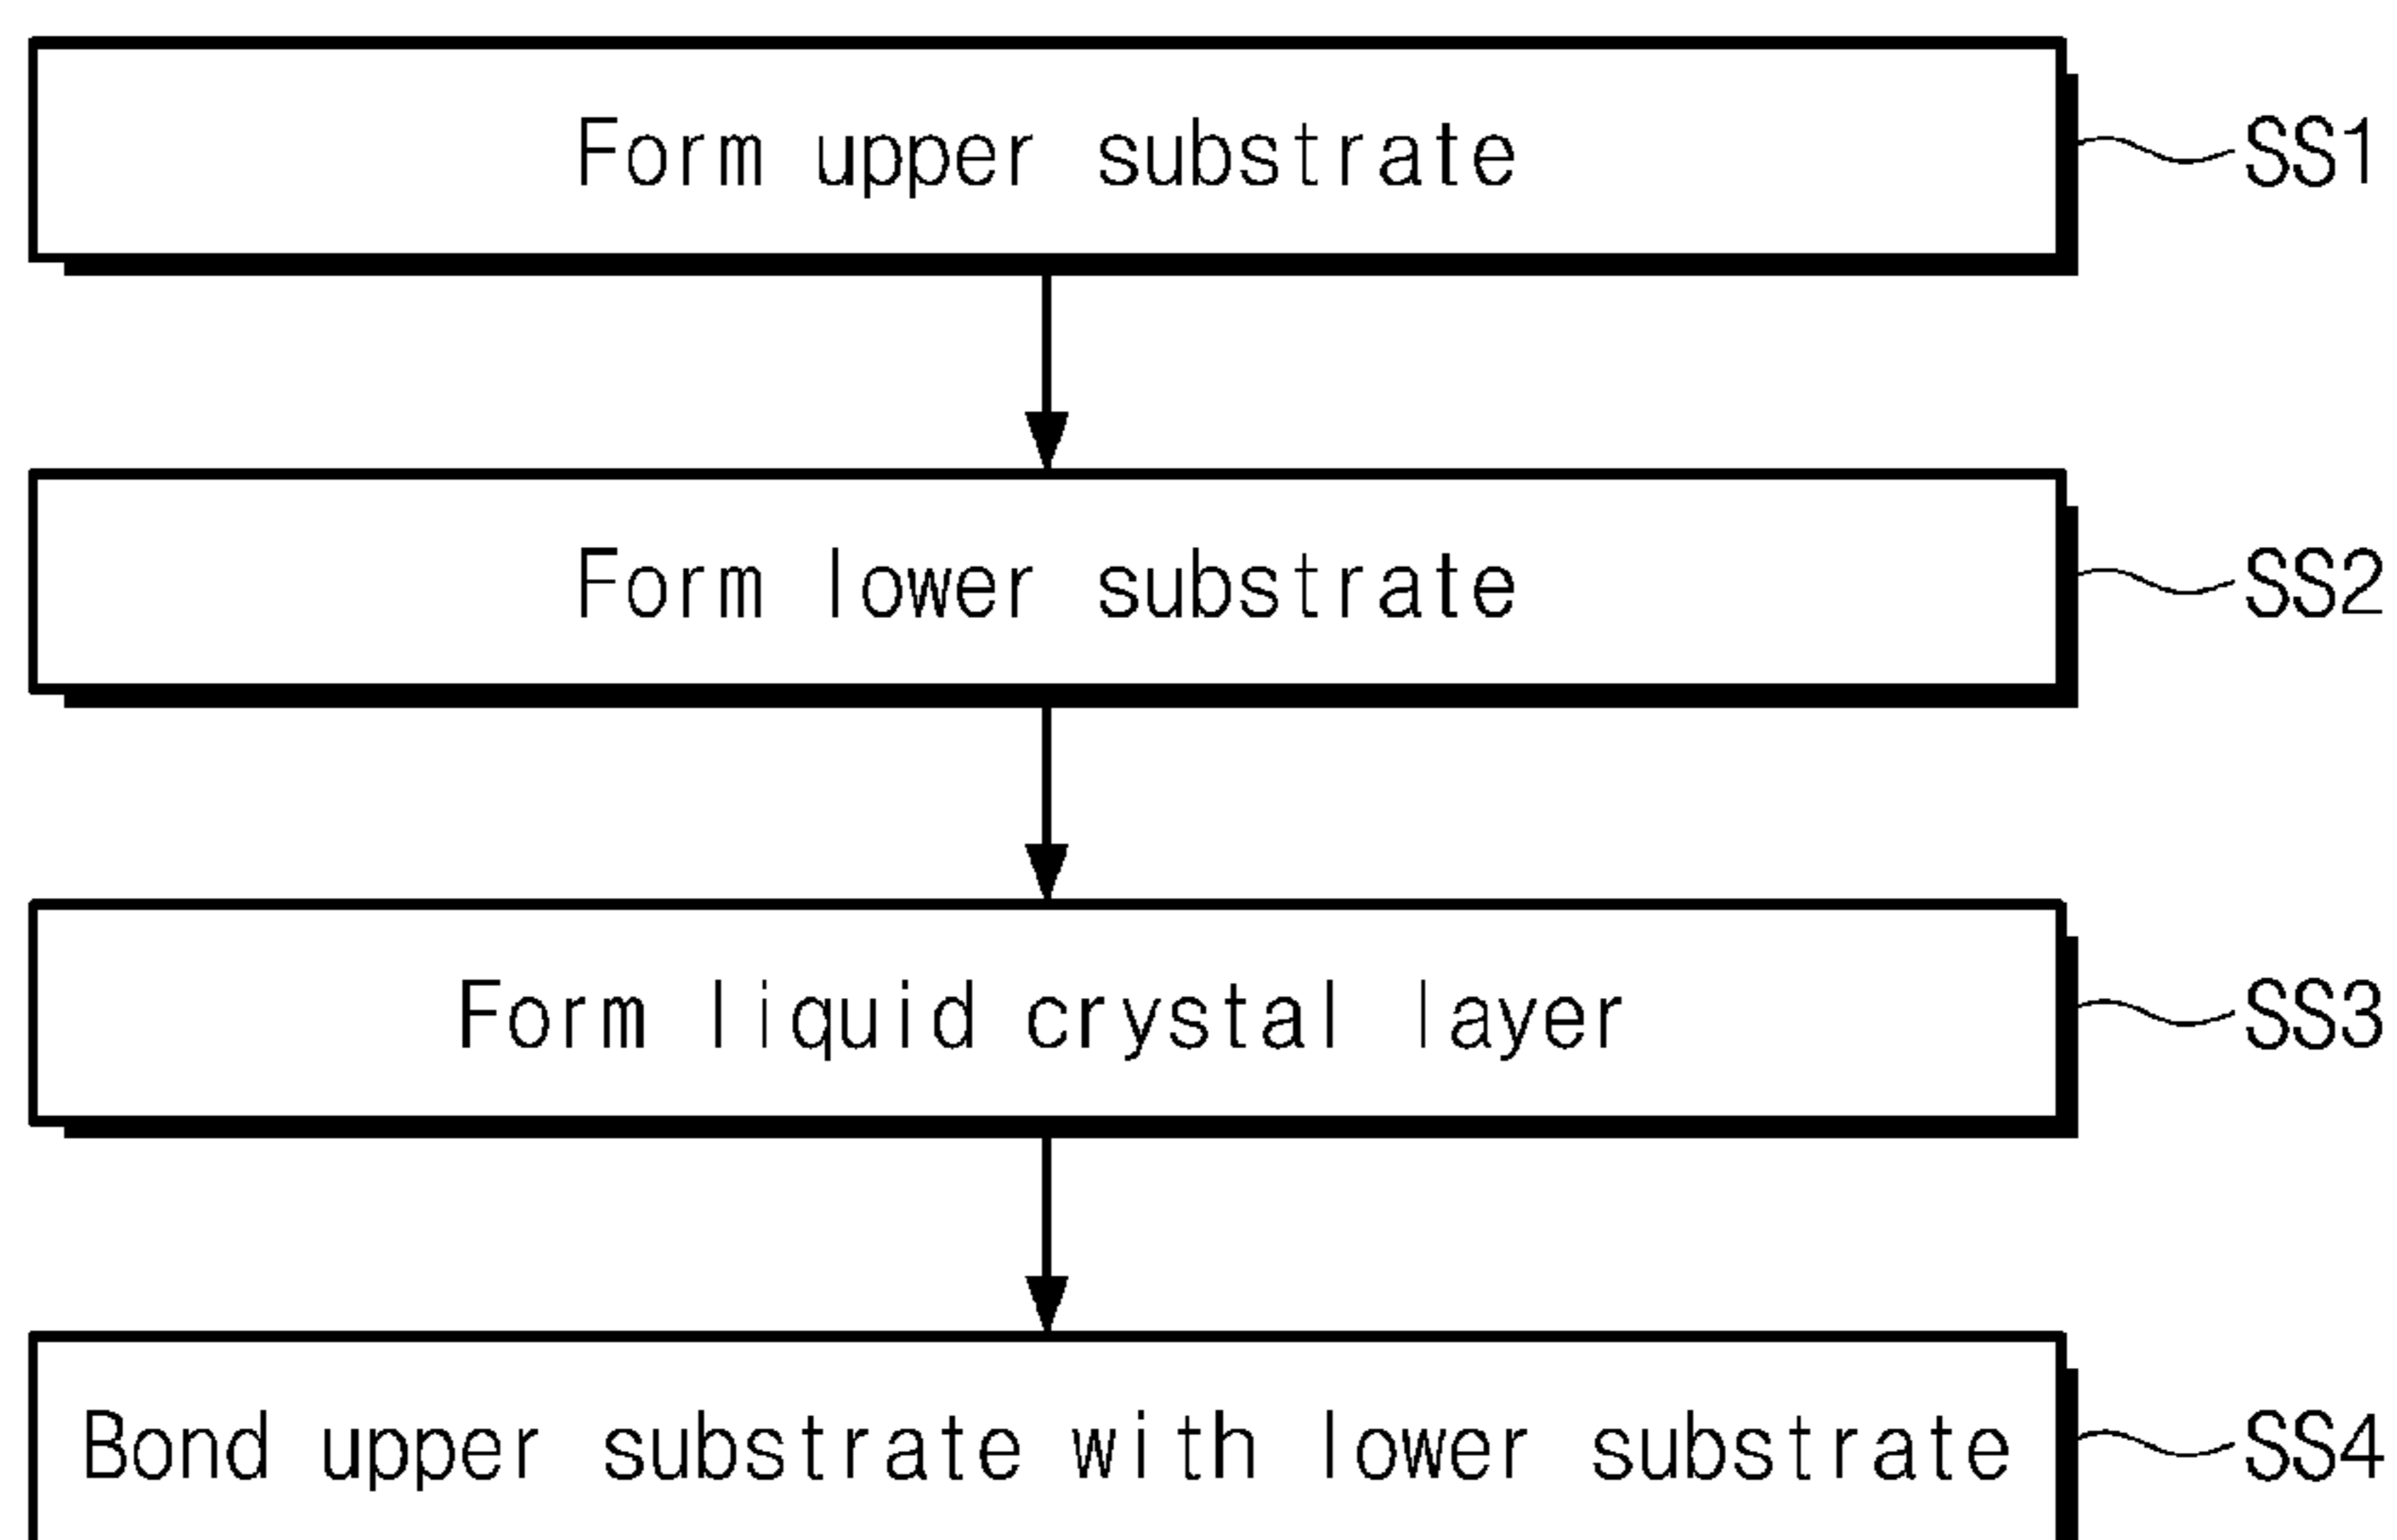 Form upper substrate SS1
Form lower substrate SS2
Form liquid crystal layer SS3
Bond upper substrate with lower substrate SS4